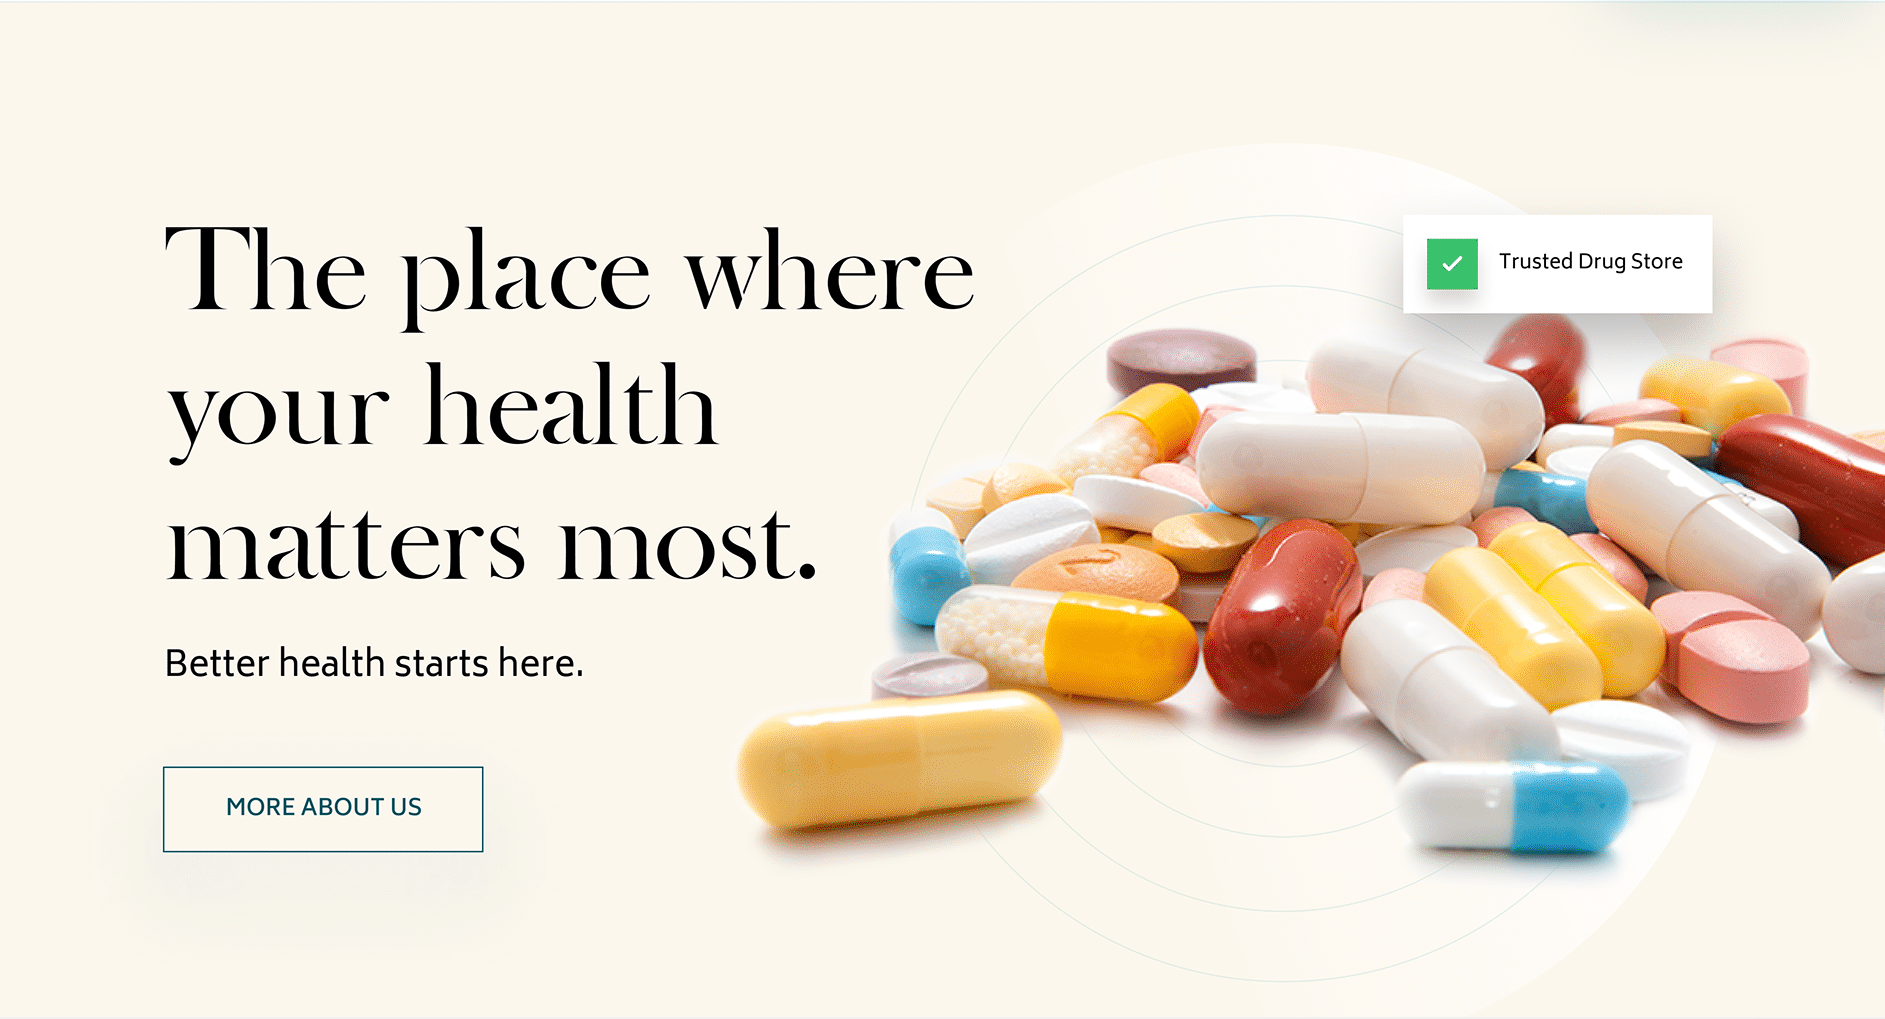 The place where
your health
matters most.
Better health starts here.
MORE ABOUT US
Trusted Drug Store